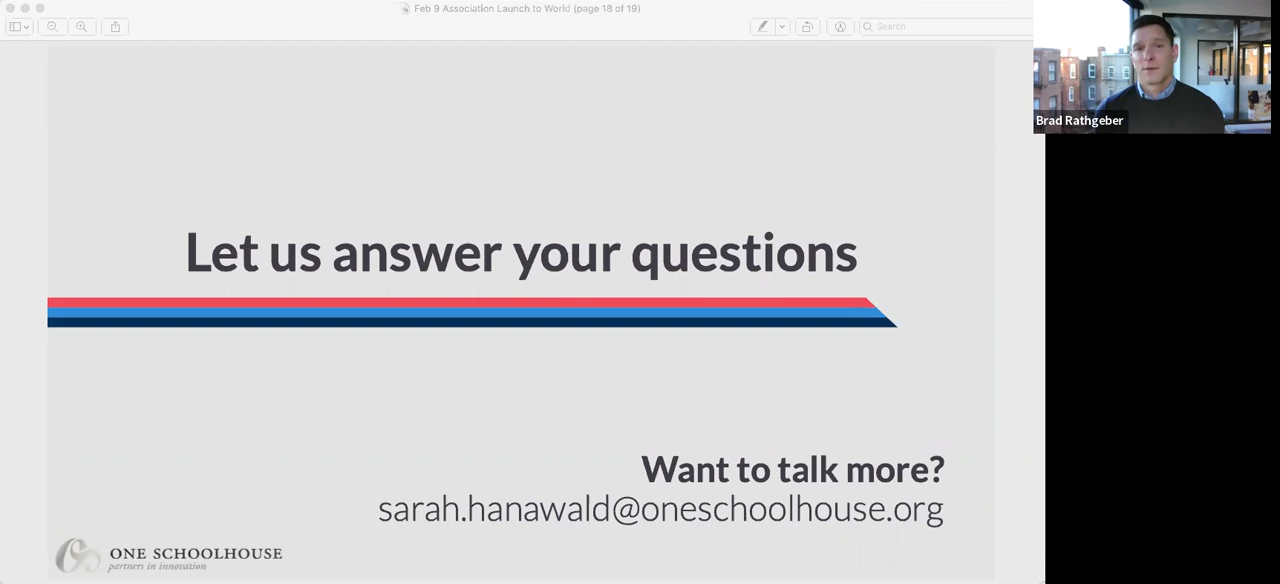 Feb 9 Association Launch to World (page 18 of 19)
Search
Brad Rathgeber
Let us answer your questions
Want to talk more?
sarah.hanawald@oneschoolhouse.org
ONE SCHOOLHOUSE
partners in innovation